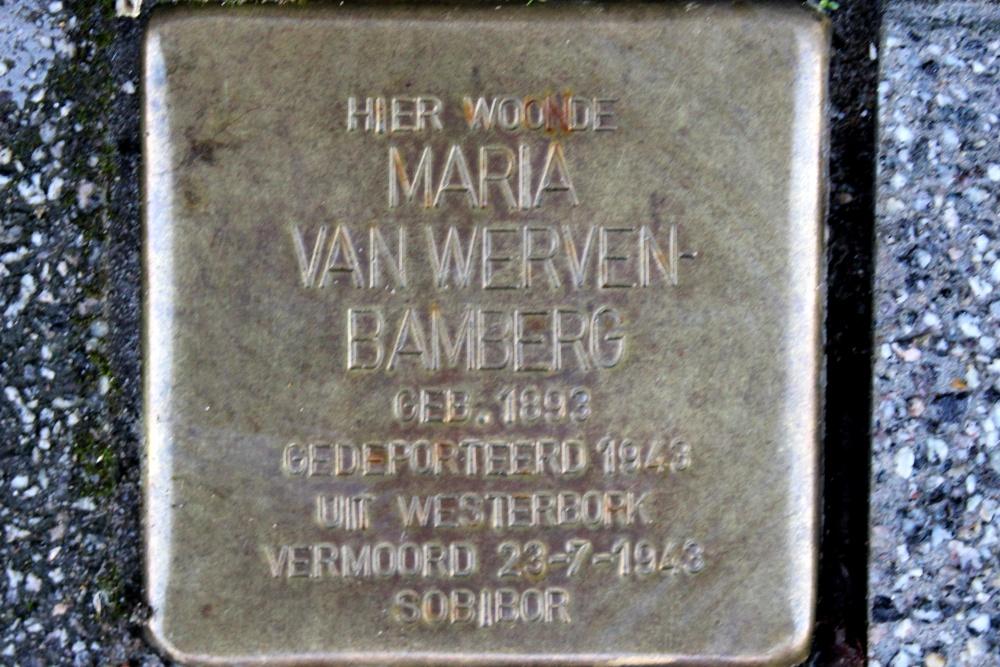 HIER WOONDE
MARIA
VAN WERVEN-
BAMBERG
GEB. 1893
GEDEPORTEERD 1943
UIT WESTERBORK
VERMOORD 23-7-1943
SOBIBOR